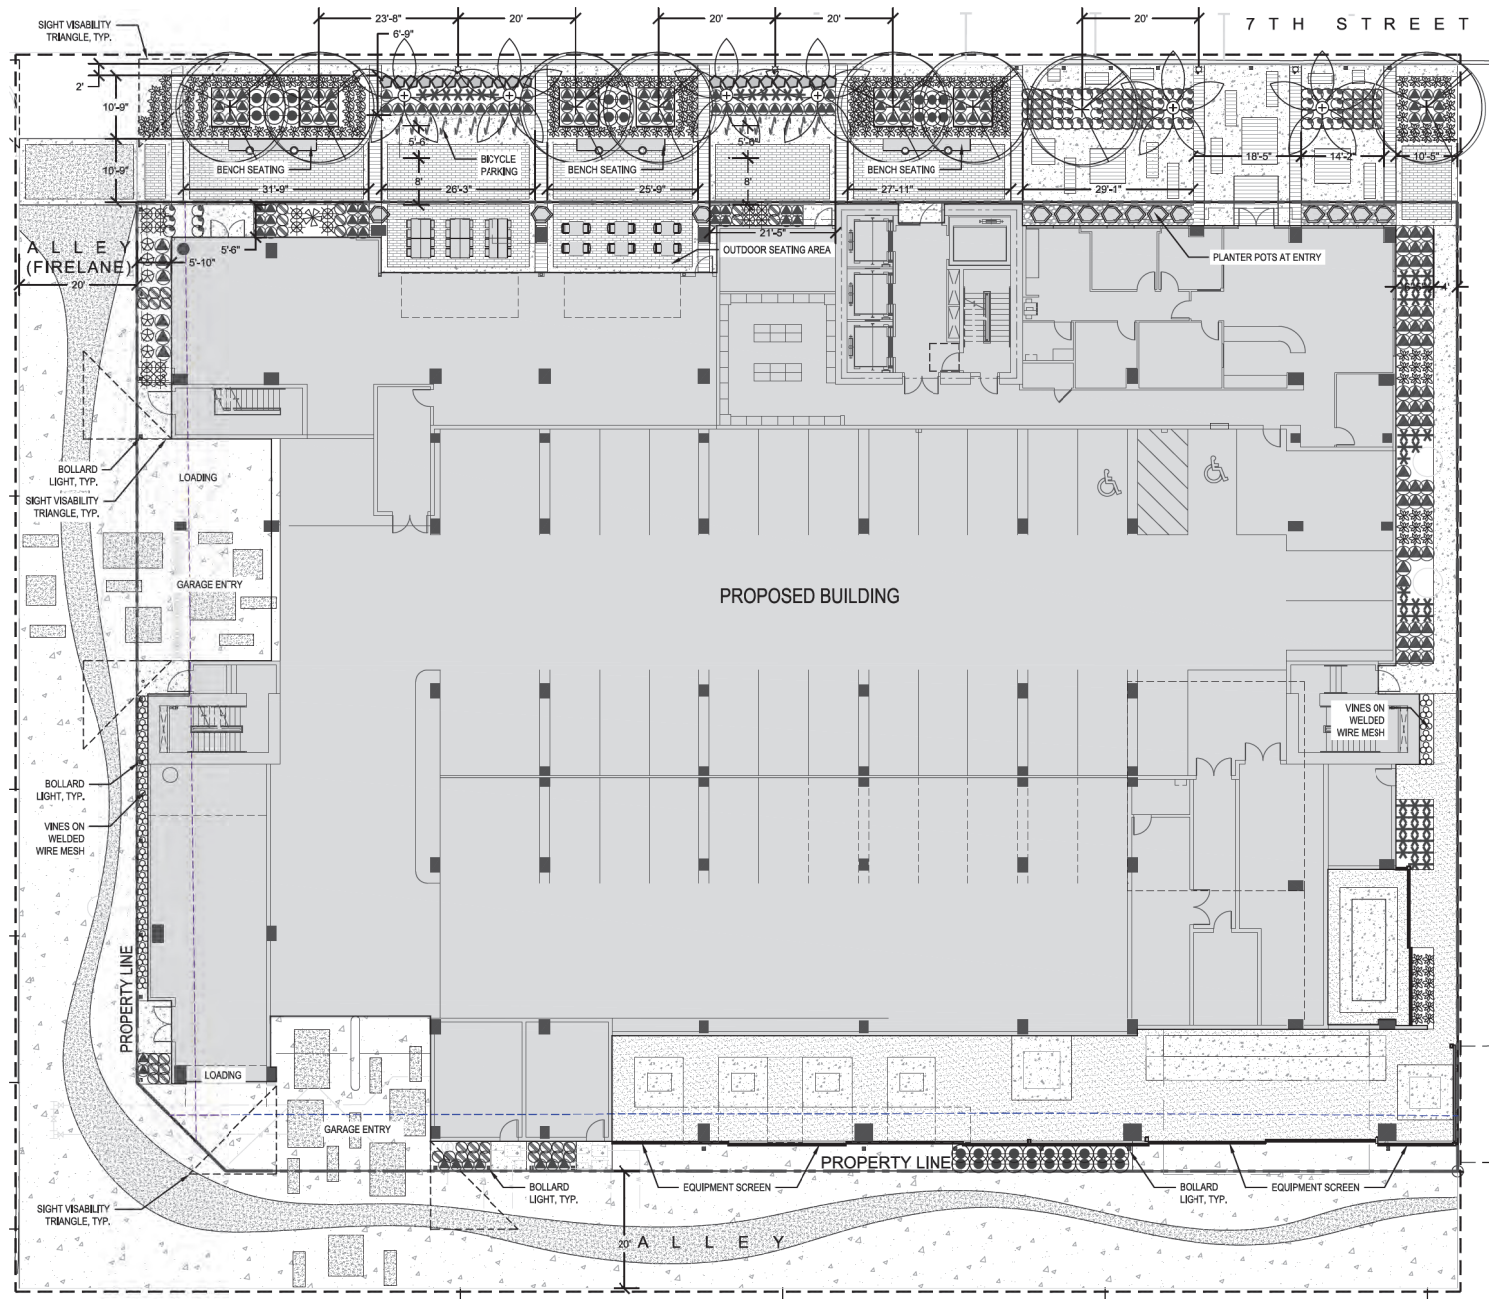 SIGHT VISABILITY
TRIANGLE, TYP.
23'-8"
20'
20'
20'
20'
7TH STREET
6'-9"
2'
10'-9"
10'-9"
5'-6"
8'
BICYCLE
PARKING
5'-6"
8'
BENCH SEATING
BENCH SEATING
BENCH SEATING
31'-9"
26'-3"
25'-9"
27'-11"
29'-1"
18'-5"
14'-2"
10'-5"
ALLEY
(FIRELANE)
20'
5'-6"
5'-10"
21'-5"
OUTDOOR SEATING AREA
PLANTER POTS AT ENTRY
4'
BOLLARD
LIGHT, TYP.
SIGHT VISABILITY
TRIANGLE, TYP.
LOADING
GARAGE ENTRY
PROPOSED BUILDING
VINES ON
WELDED
WIRE MESH
BOLLARD
LIGHT, TYP.
VINES ON
WELDED
WIRE MESH
PROPERTY LINE
LOADING
GARAGE ENTRY
PROPERTY LINE
BOLLARD
LIGHT, TYP.
EQUIPMENT SCREEN
BOLLARD
LIGHT, TYP.
EQUIPMENT SCREEN
SIGHT VISABILITY
TRIANGLE, TYP.
20'
ALLEY